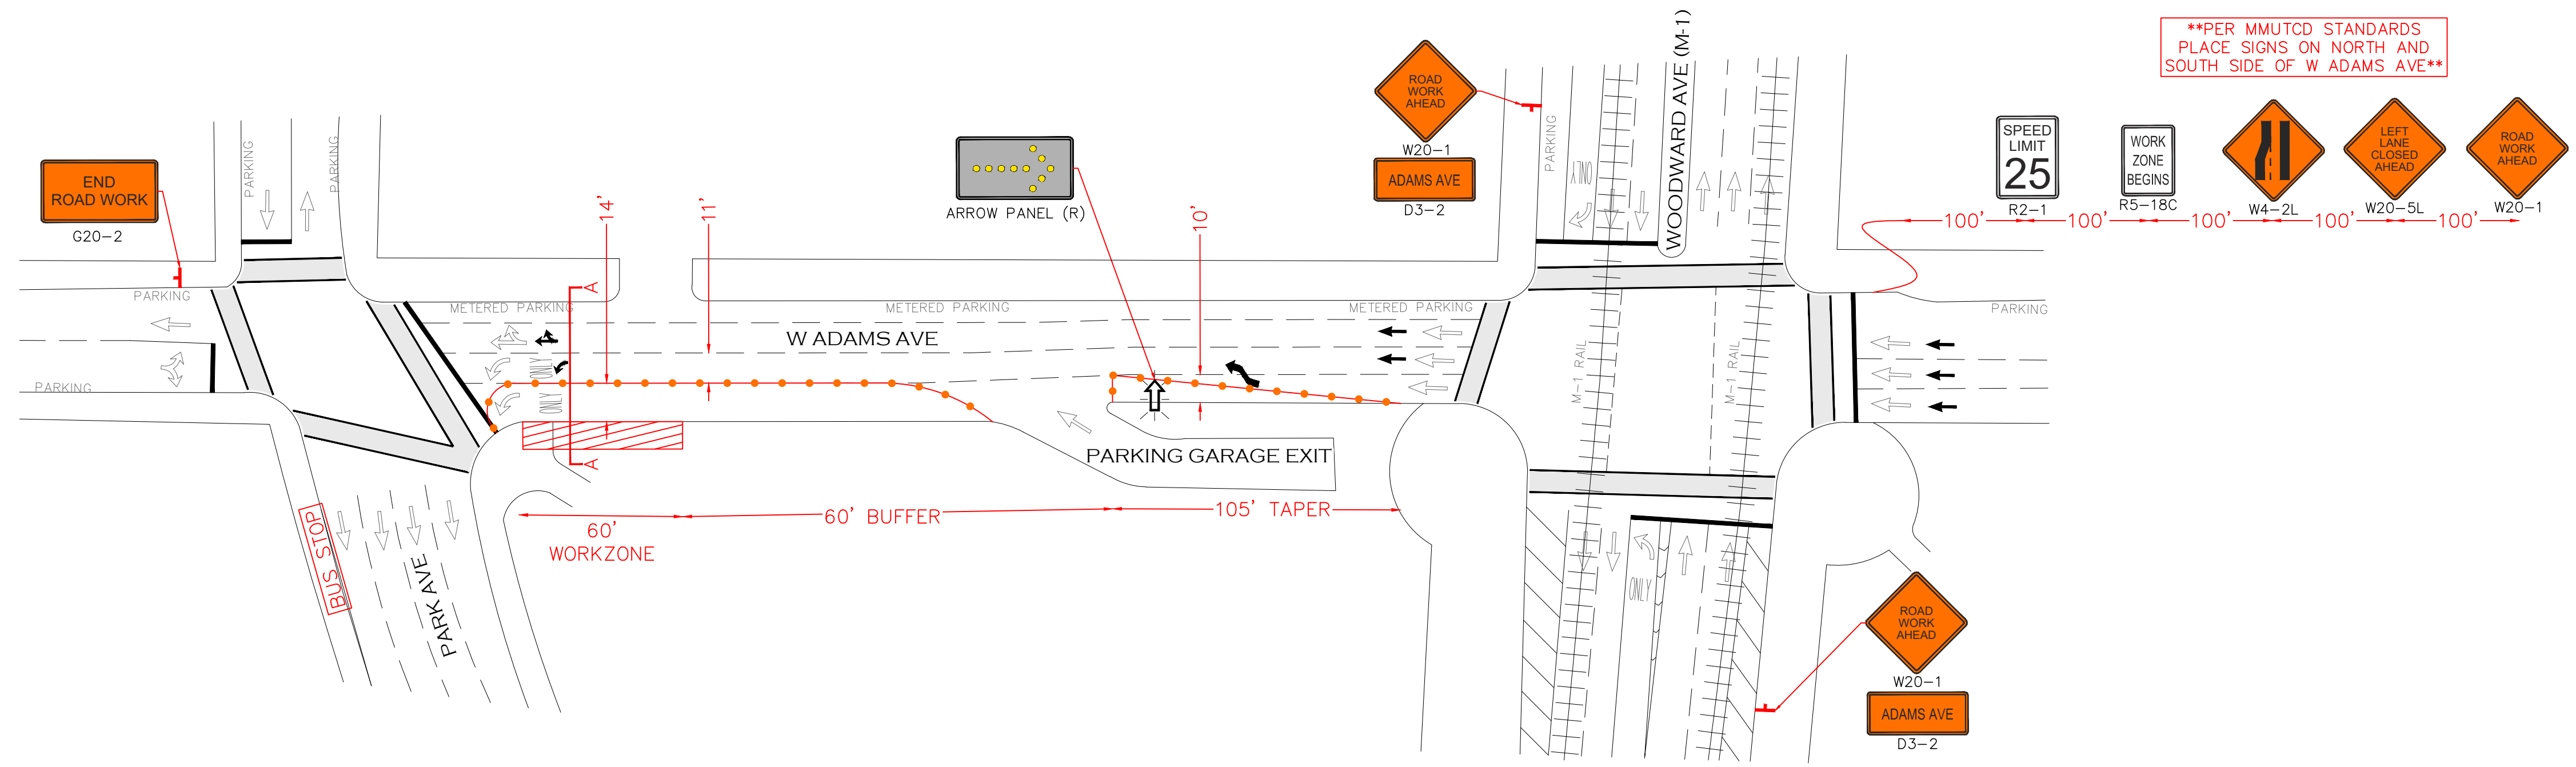 **PER MMUTCD STANDARDS
PLACE SIGNS ON NORTH AND
SOUTH SIDE OF W ADAMS AVE**
END
ROAD WORK
G20-2
PARKING
PARKING
ARROW PANEL (R)
ROAD
WORK
AHEAD
W20-1
ADAMS AVE
D3-2
PARKING
ONLY
WOODWARD AVE (M-1)
SPEED
LIMIT
25
R2-1
WORK
ZONE
BEGINS
R5-18C
W4-2L
LEFT
LANE
CLOSED
AHEAD
W20-5L
ROAD
WORK
AHEAD
W20-1
100'
100'
100'
100'
100'
14'
11'
10'
PARKING
A
METERED PARKING
METERED PARKING
METERED PARKING
PARKING
W ADAMS AVE
ONLY
ONLY
PARKING
M-1 RAIL
M-1 RAIL
A
PARKING GARAGE EXIT
60'
WORKZONE
60' BUFFER
105' TAPER
BUS STOP
PARK AVE
ONLY
ROAD
WORK
AHEAD
W20-1
ADAMS AVE
D3-2